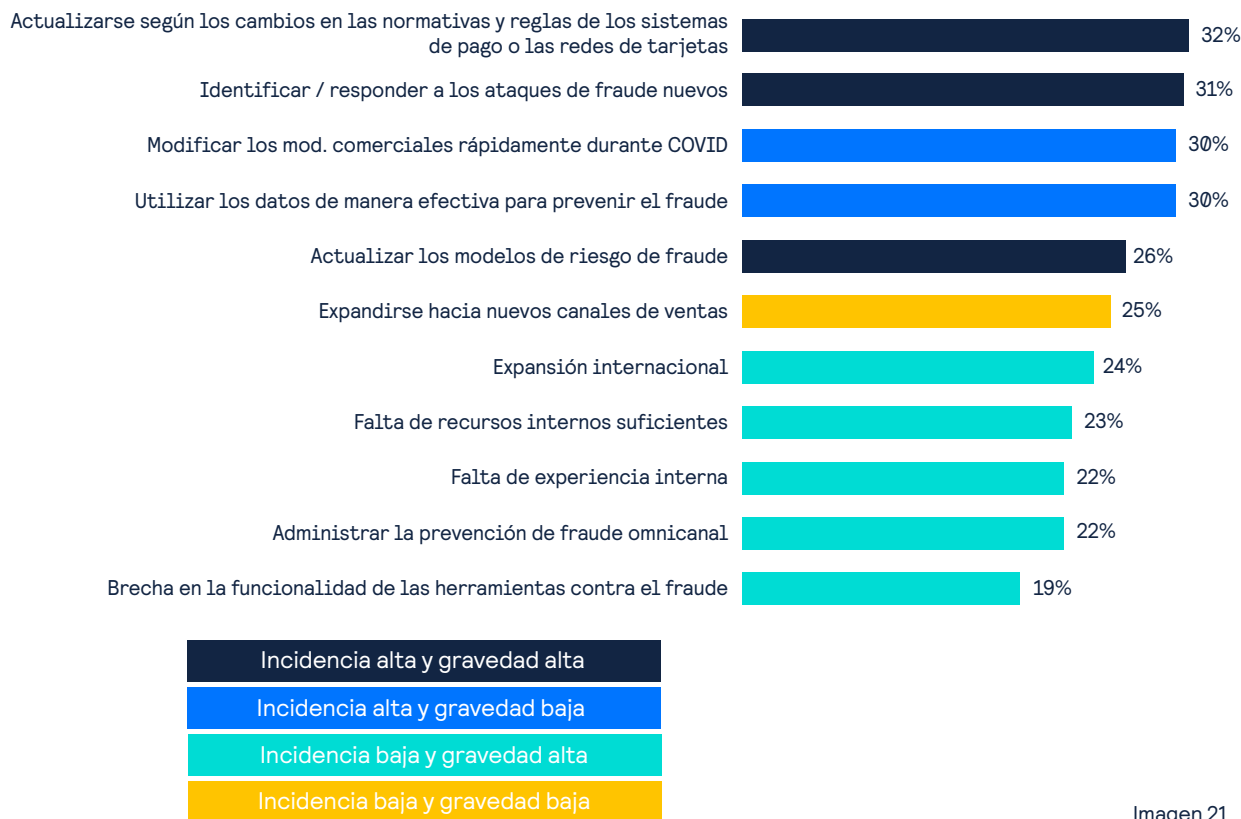 Actualizarse según los cambios en las normativas y reglas de los sistemas
de pago o las redes de tarjetas
32%
Identificar / responder a los ataques de fraude nuevos
31%
Modificar los mod. comerciales rápidamente durante COVID
30%
Utilizar los datos de manera efectiva para prevenir el fraude
30%
Actualizar los modelos de riesgo de fraude
26%
Expandirse hacia nuevos canales de ventas
25%
Expansión internacional
24%
Falta de recursos internos suficientes
23%
Falta de experiencia interna
22%
Administrar la prevención de fraude omnicanal
22%
Brecha en la funcionalidad de las herramientas contra el fraude
19%
Incidencia alta y gravedad alta
Incidencia alta y gravedad baja
Incidencia baja y gravedad alta
Incidencia baja y gravedad baja
Imagen 21